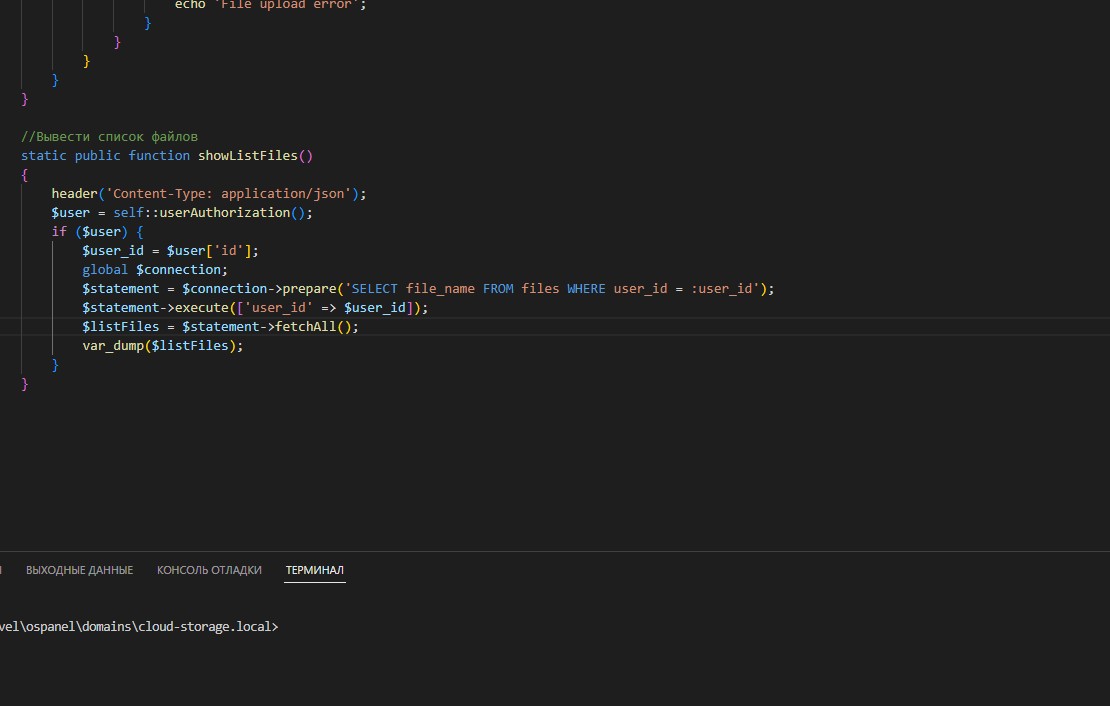 echo 'File upload error';
}
}
}
}
}
//Вывести список файлов
static public function showListFiles()
{
header('Content-Type: application/json');
$user = self::userAuthorization();
if ($user) {
$user_id = $user['id'];
global $connection;
$statement = $connection->prepare('SELECT file_name FROM files WHERE user_id = :user_id');
$statement->execute(['user_id' => $user_id]);
$listFiles = $statement->fetchAll();
var_dump($listFiles);
}
}
ВЫХОДНЫЕ ДАННЫЕ КОНСОЛЬ ОТЛАДКИ ТЕРМИНАЛ
vel\ospanel\domains\cloud-storage.local>